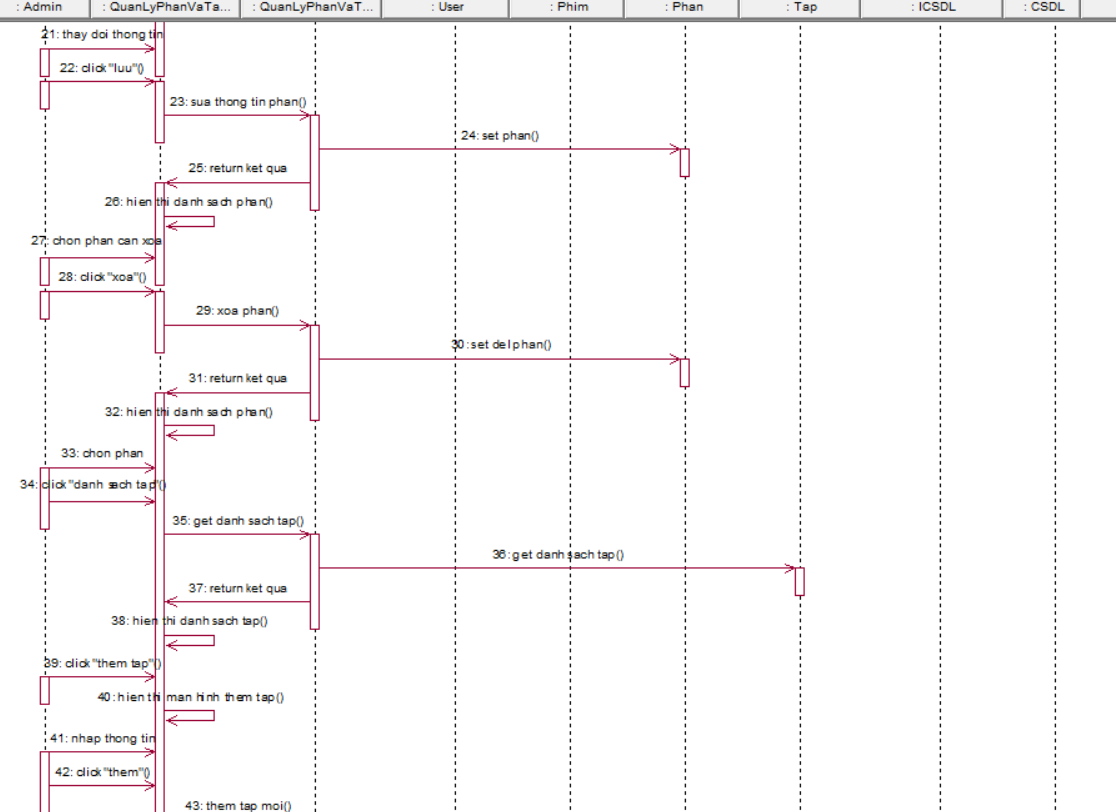 : Admin
: QuanLyPhanVaTa...
: QuanLyPhanVaT...
: User
: Phim
: Phan
: Tap
: ICSDL
: CSDL
21: thay doi thong tin
22: click "luu"()
23: sua thong tin phan()
24: set phan()
25: return ket qua
26: hien thi danh sach phan()
27: chon phan can xoa
28: click "xoa"()
29: xoa phan()
30: set del phan()
31: return ket qua
32: hien thi danh sach phan()
33: chon phan
34: click "danh sach tap"()
35: get danh sach tap()
36: get danh sach tap()
37: return ket qua
38: hien thi danh sach tap()
39: click "them tap"()
40: hien thi man hinh them tap()
41: nhap thong tin
42: click "them"()
43: them tap moi()